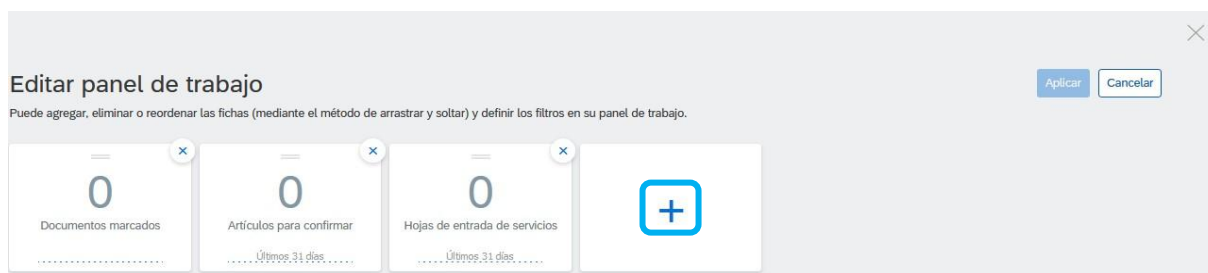 Editar panel de trabajo
Aplicar
Cancelar
Puede agregar, eliminar o reordenar las fichas (mediante el método de arrastrar y soltar) y definir los filtros en su panel de trabajo.
0
0
0
Documentos marcados
Artículos para confirmar
Hojas de entrada de servicios
Últimos 31 días
Últimos 31 días